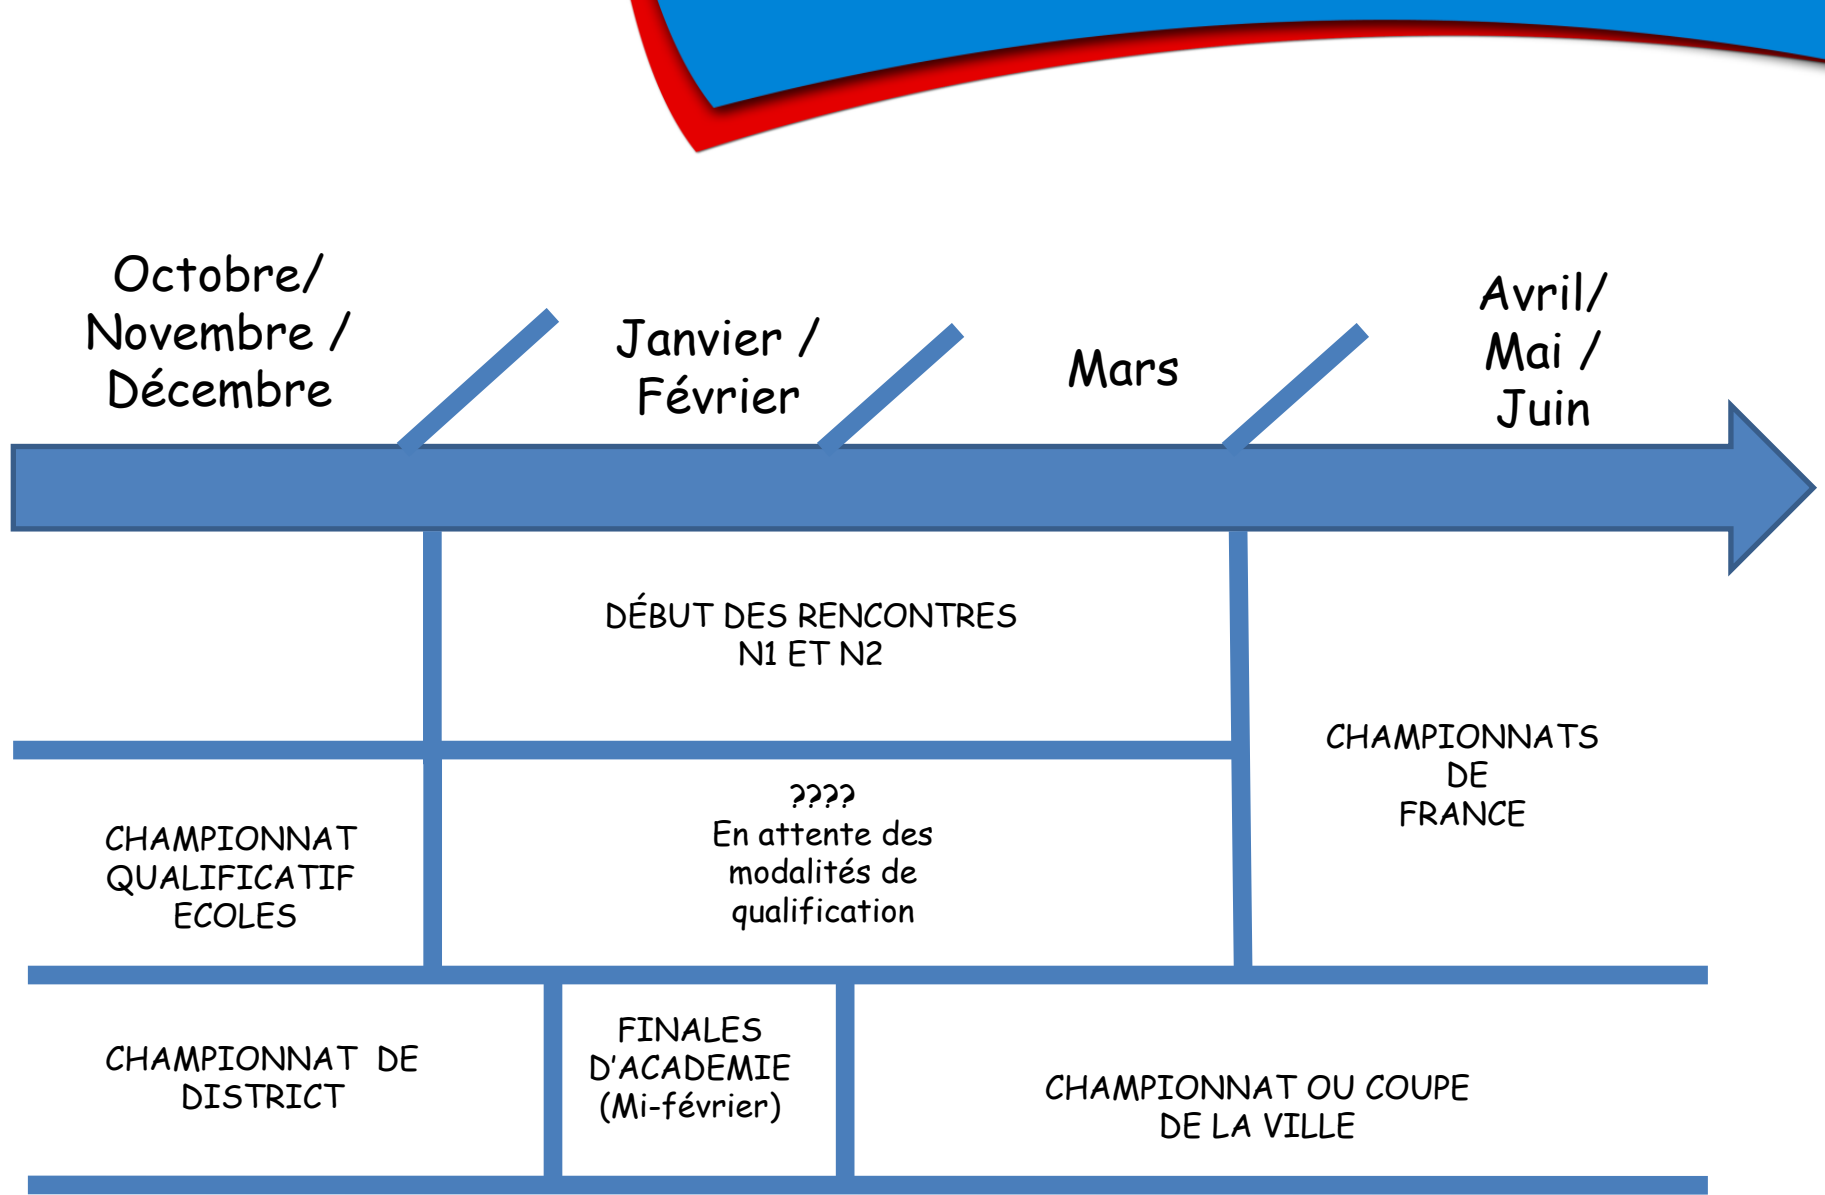 Octobre/
Novembre /
Décembre
Janvier /
Février
Mars
Avril/
Mai /
Juin
DÉBUT DES RENCONTRES
N1 ET N2
CHAMPIONNATS
DE
FRANCE
CHAMPIONNAT
QUALIFICATIF
ECOLES
????
En attente des
modalités de
qualification
CHAMPIONNAT DE
DISTRICT
FINALES
D'ACADEMIE
(Mi-février)
CHAMPIONNAT OU COUPE
DE LA VILLE